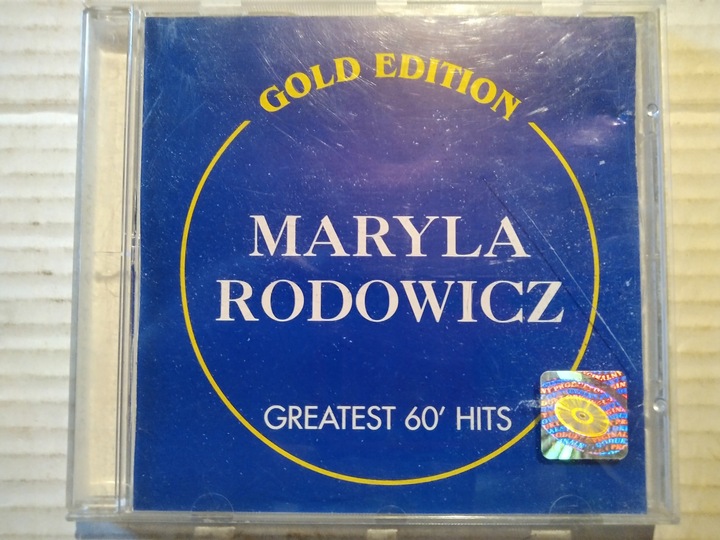 GOLD EDITION
MARYLA
RODOWICZ
GREATEST 60' HITS